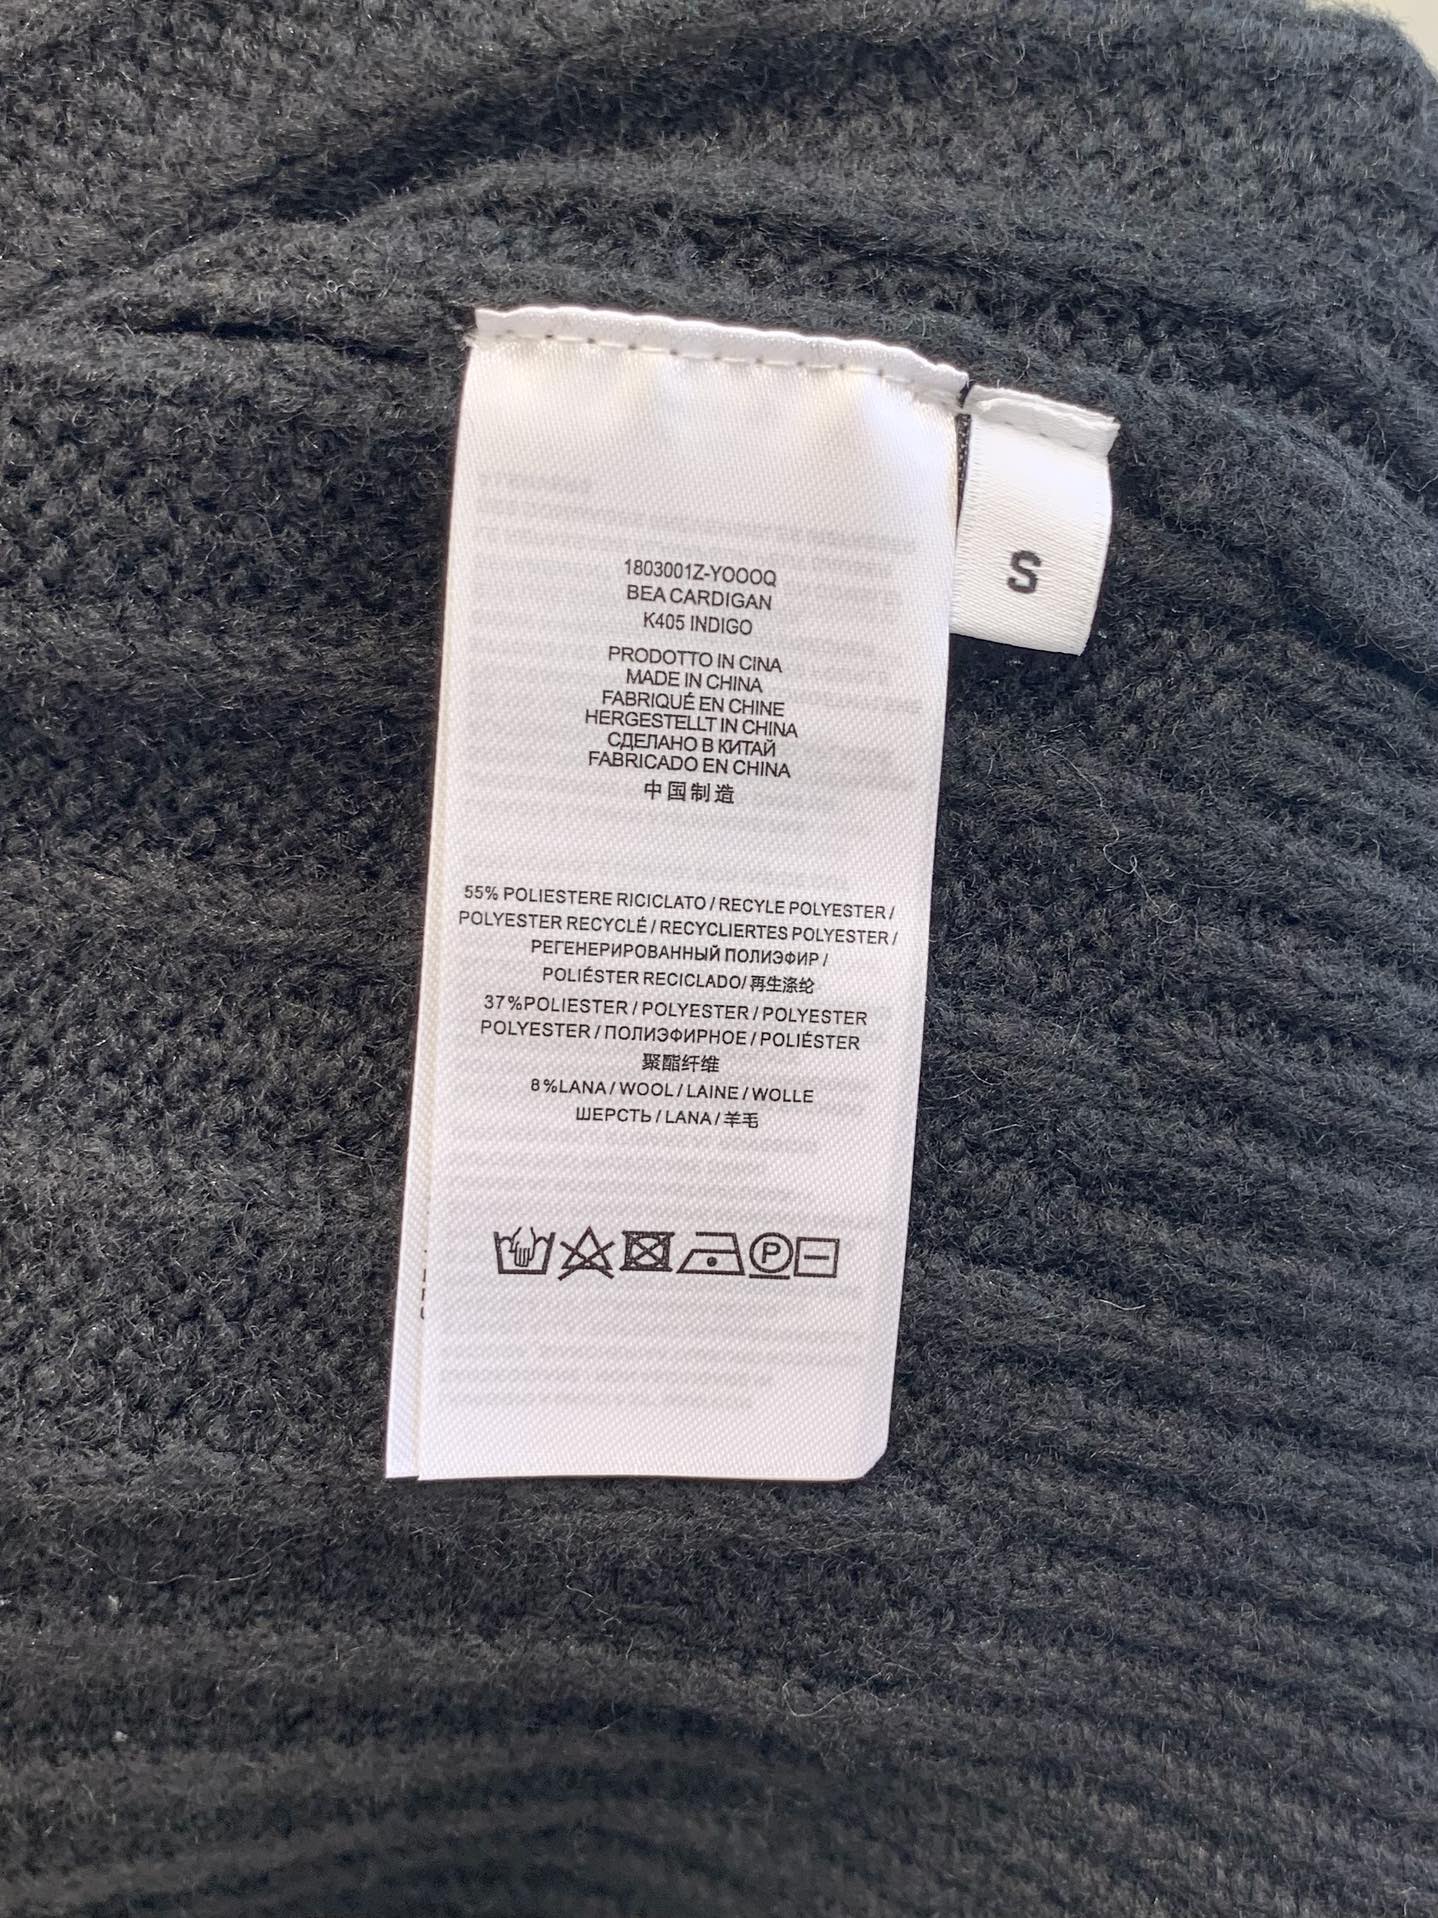 S
1803001Z-YOOOQ
BEA CARDIGAN
K405 INDIGO
PRODOTTO IN CINA
MADE IN CHINA
FABRIQUÉ EN CHINE
HERGESTELLT IN CHINA
СДЕЛАНО В КИТАЙ
FABRICADO EN CHINA
中国制造
55% POLIESTERE RICICLATO / RECYLE POLYESTER /
POLYESTER RECYCLÉ / RECYCLIERTES POLYESTER /
РЕГЕНЕРИРОВАННЫЙ ПОЛИЭФИР /
POLIÉSTER RECICLADO/ 再生涤纶
37%POLIESTER / POLYESTER / POLYESTER
POLYESTER / ПОЛИЭФИРНОЕ / POLIÉSTER
聚酯纤维
8%LANA / WOOL / LAINE / WOLLE
ШЕРСТЬ / LANA / 羊毛
P